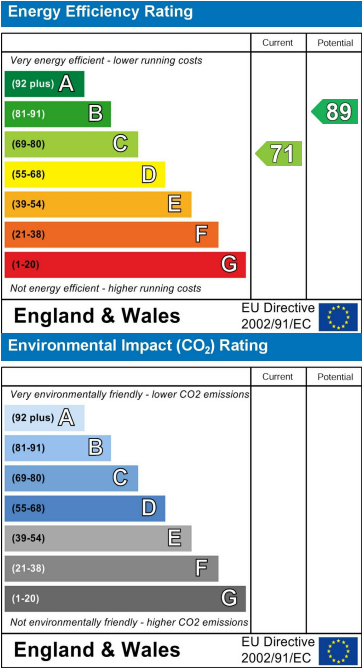 Energy Efficiency Rating
Current Potential
Very energy efficient - lower running costs
(92 plus) A
(81-91) B
89
(69-80) C
71
(55-68) D
(39-54) E
(21-38) F
(1-20) G
Not energy efficient - higher running costs
England & Wales
EU Directive
2002/91/EC
Environmental Impact (CO₂) Rating
Current Potential
Very environmentally friendly - lower CO2 emissions
(92 plus) A
(81-91) B
(69-80) C
(55-68) D
(39-54) E
(21-38) F
(1-20) G
Not environmentally friendly - higher CO2 emissions
England & Wales
EU Directive
2002/91/EC